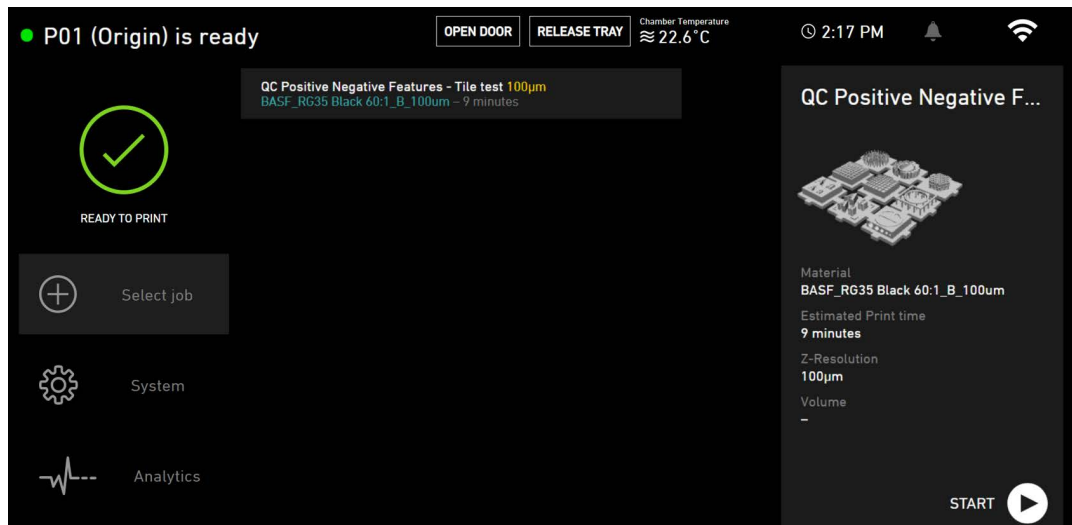 P01 (Origin) is ready
OPEN DOOR
RELEASE TRAY
Chamber Temperature
22.6°C
2:17 PM
READY TO PRINT
Select job
System
Analytics
QC Positive Negative Features - Tile test 100µm
BASF_RG35 Black 60:1_B_100um – 9 minutes
QC Positive Negative F...
Material
BASF_RG35 Black 60:1_B_100um
Estimated Print time
9 minutes
Z-Resolution
100µm
Volume
–
START